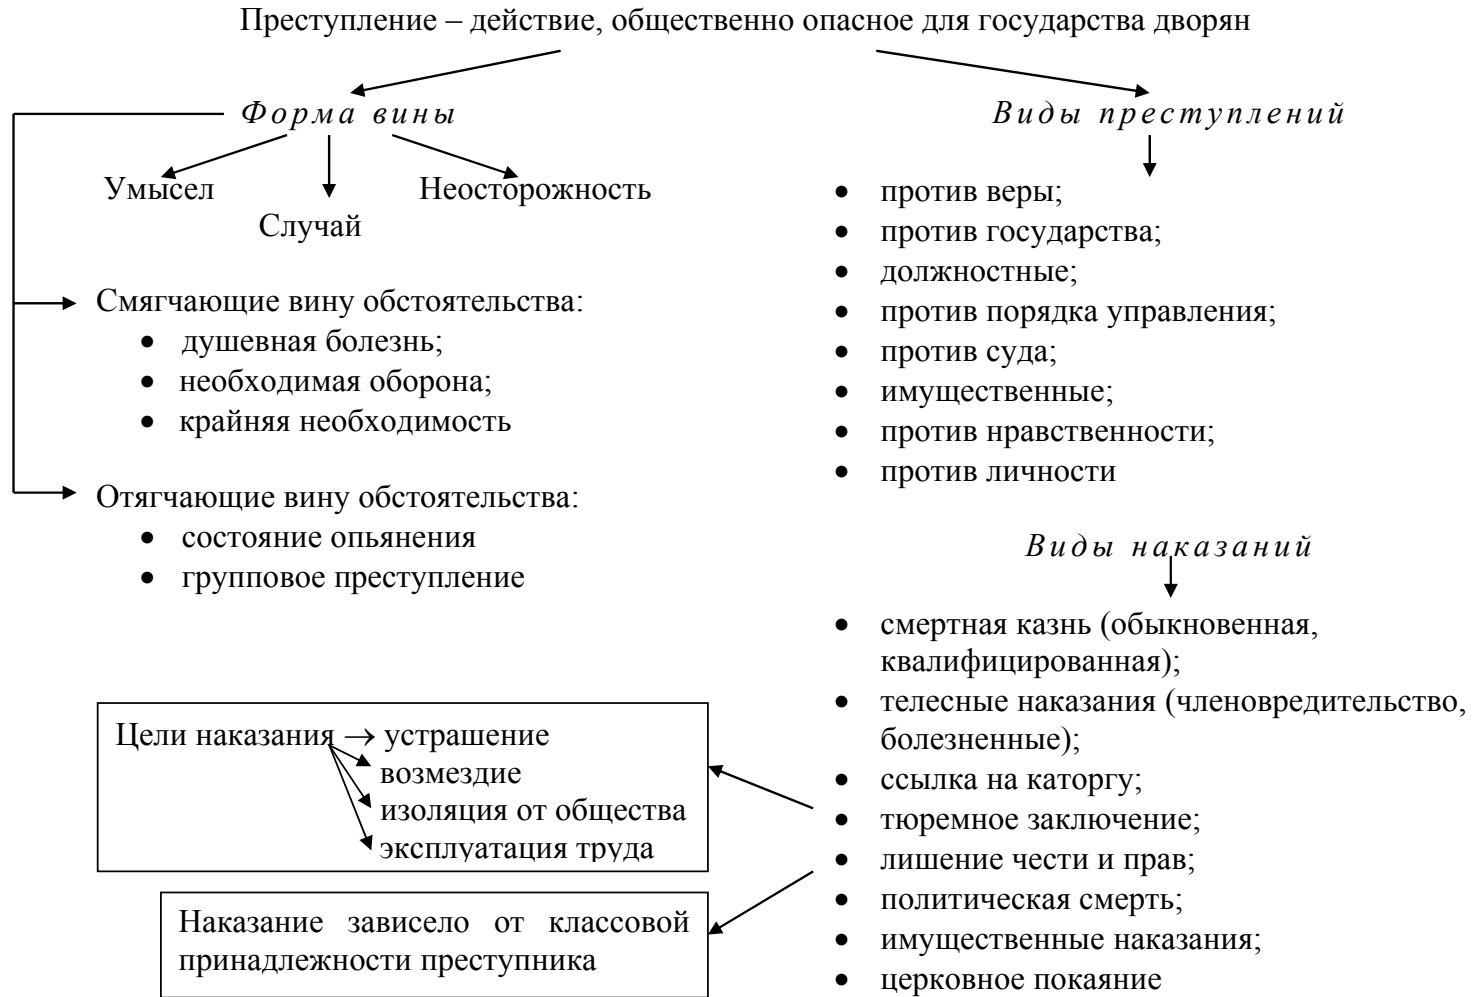 Преступление – действие, общественно опасное для государства дворян
Форма вины
Умысел
Неосторожность
Случай
Смягчающие вину обстоятельства:
• душевная болезнь;
• необходимая оборона;
• крайняя необходимость
Отягчающие вину обстоятельства:
• состояние опьянения
• групповое преступление
Виды преступлений
• против веры;
• против государства;
• должностные;
• против порядка управления;
• против суда;
• имущественные;
• против нравственности;
• против личности
Виды наказаний
• смертная казнь (обыкновенная,
квалифицированная);
• телесные наказания (членовредительство,
болезненные);
• ссылка на каторгу;
• тюремное заключение;
• лишение чести и прав;
• политическая смерть;
• имущественные наказания;
• церковное покаяние
Цели наказания → устрашение
возмездие
изоляция от общества
эксплуатация труда
Наказание зависело от классовой
принадлежности преступника